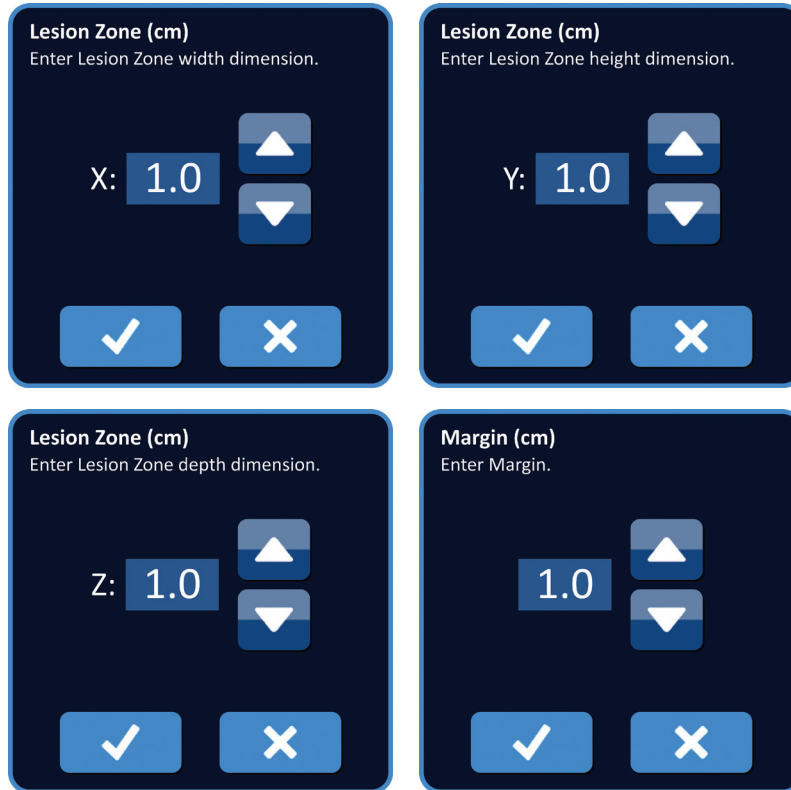 Lesion Zone (cm)
Enter Lesion Zone width dimension.
X: 1.0
Lesion Zone (cm)
Enter Lesion Zone height dimension.
Y: 1.0
Lesion Zone (cm)
Enter Lesion Zone depth dimension.
Z: 1.0
Margin (cm)
Enter Margin.
1.0